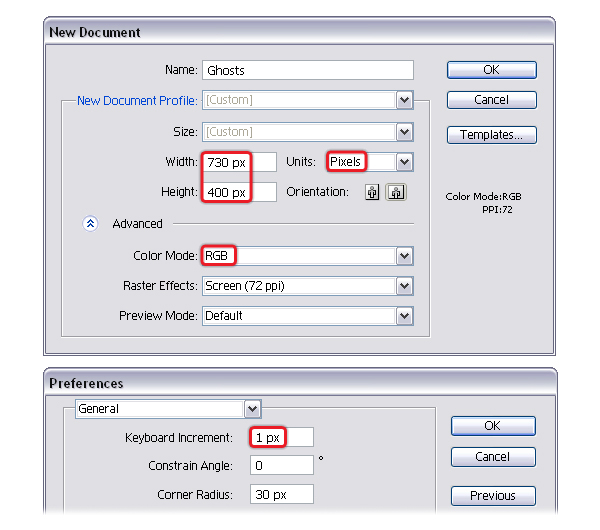 New Document
Name: Ghosts
OK
New Document Profile: [Custom]
Cancel
Size: [Custom]
Templates...
Width: 730 px Units: Pixels
Height: 400 px Orientation:
Color Mode:RGB
PPI:72
Advanced
Color Mode: RGB
Raster Effects: Screen (72 ppi)
Preview Mode: Default
Preferences
General
OK
Keyboard Increment: 1 px
Cancel
Constrain Angle: 0 °
Corner Radius: 30 px
Previous